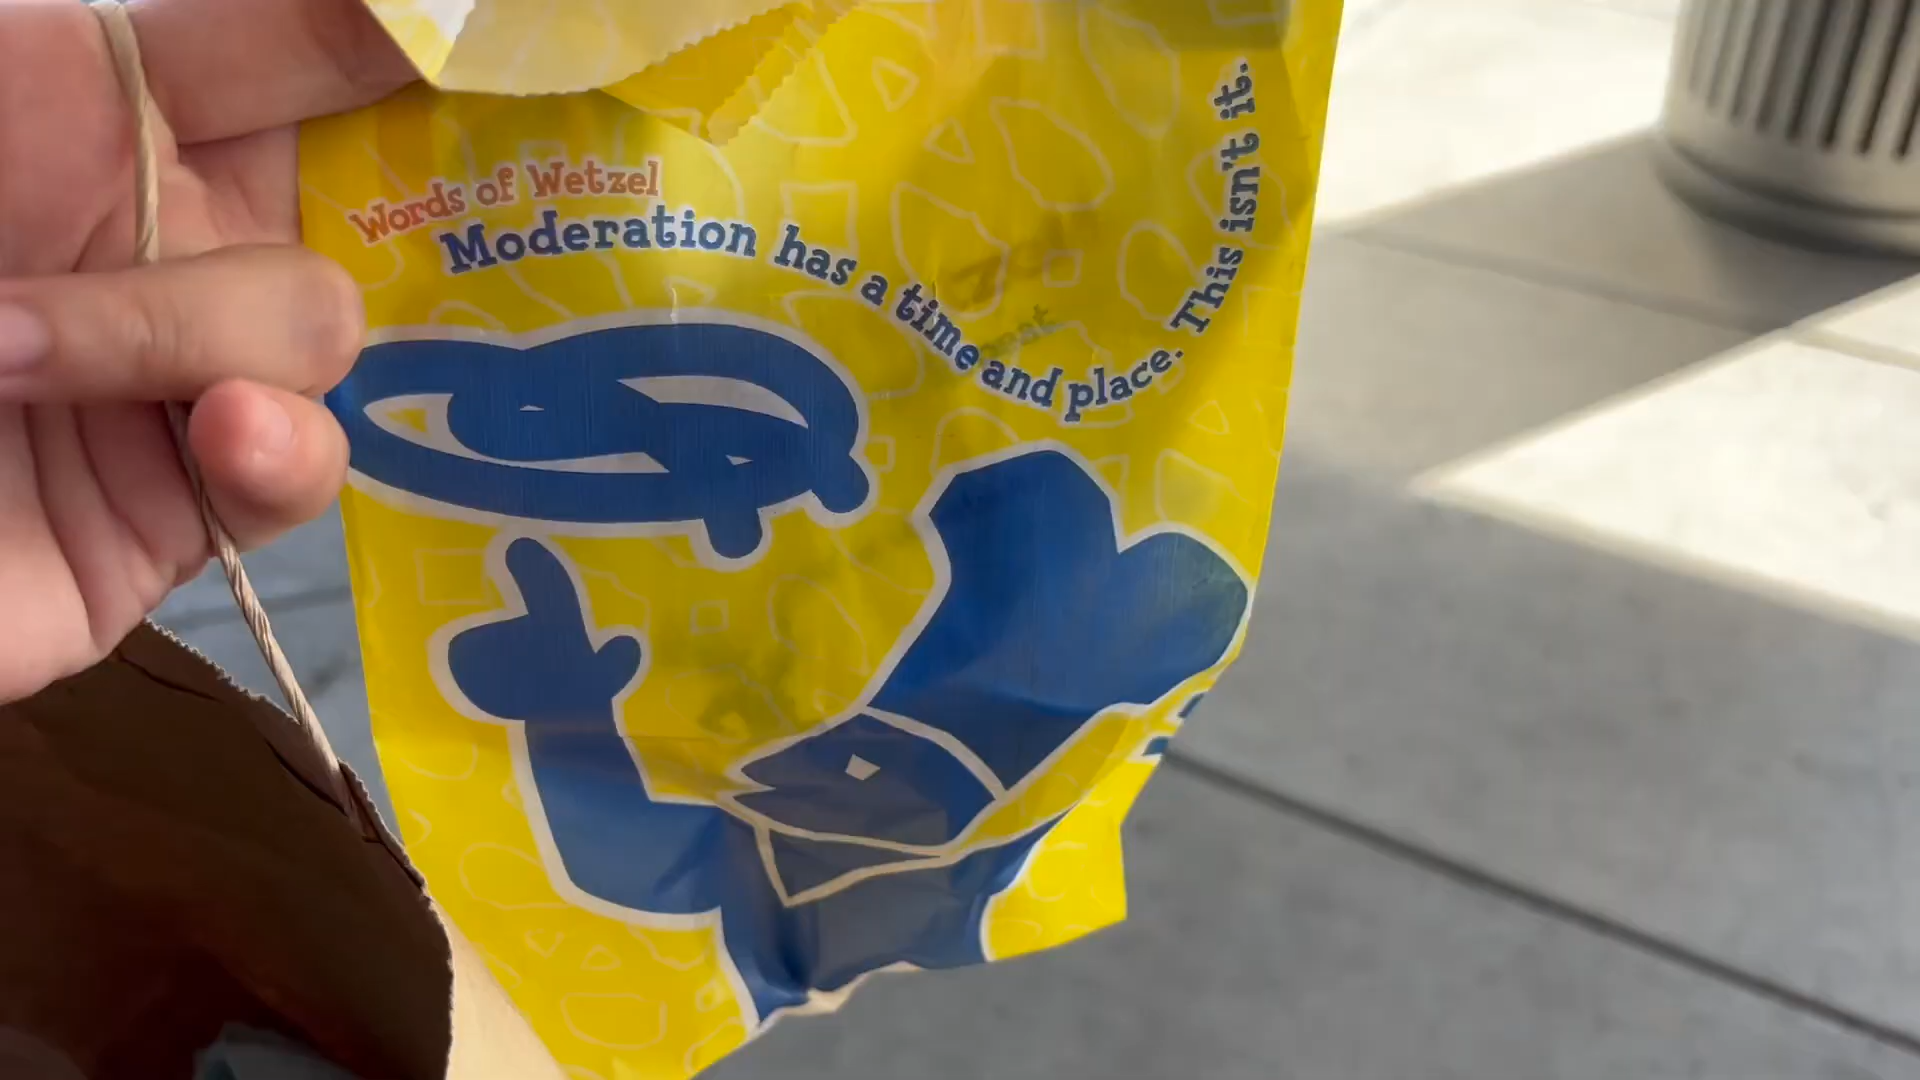 Words of Wetzel
Moderation has a time and place. This isn't it.